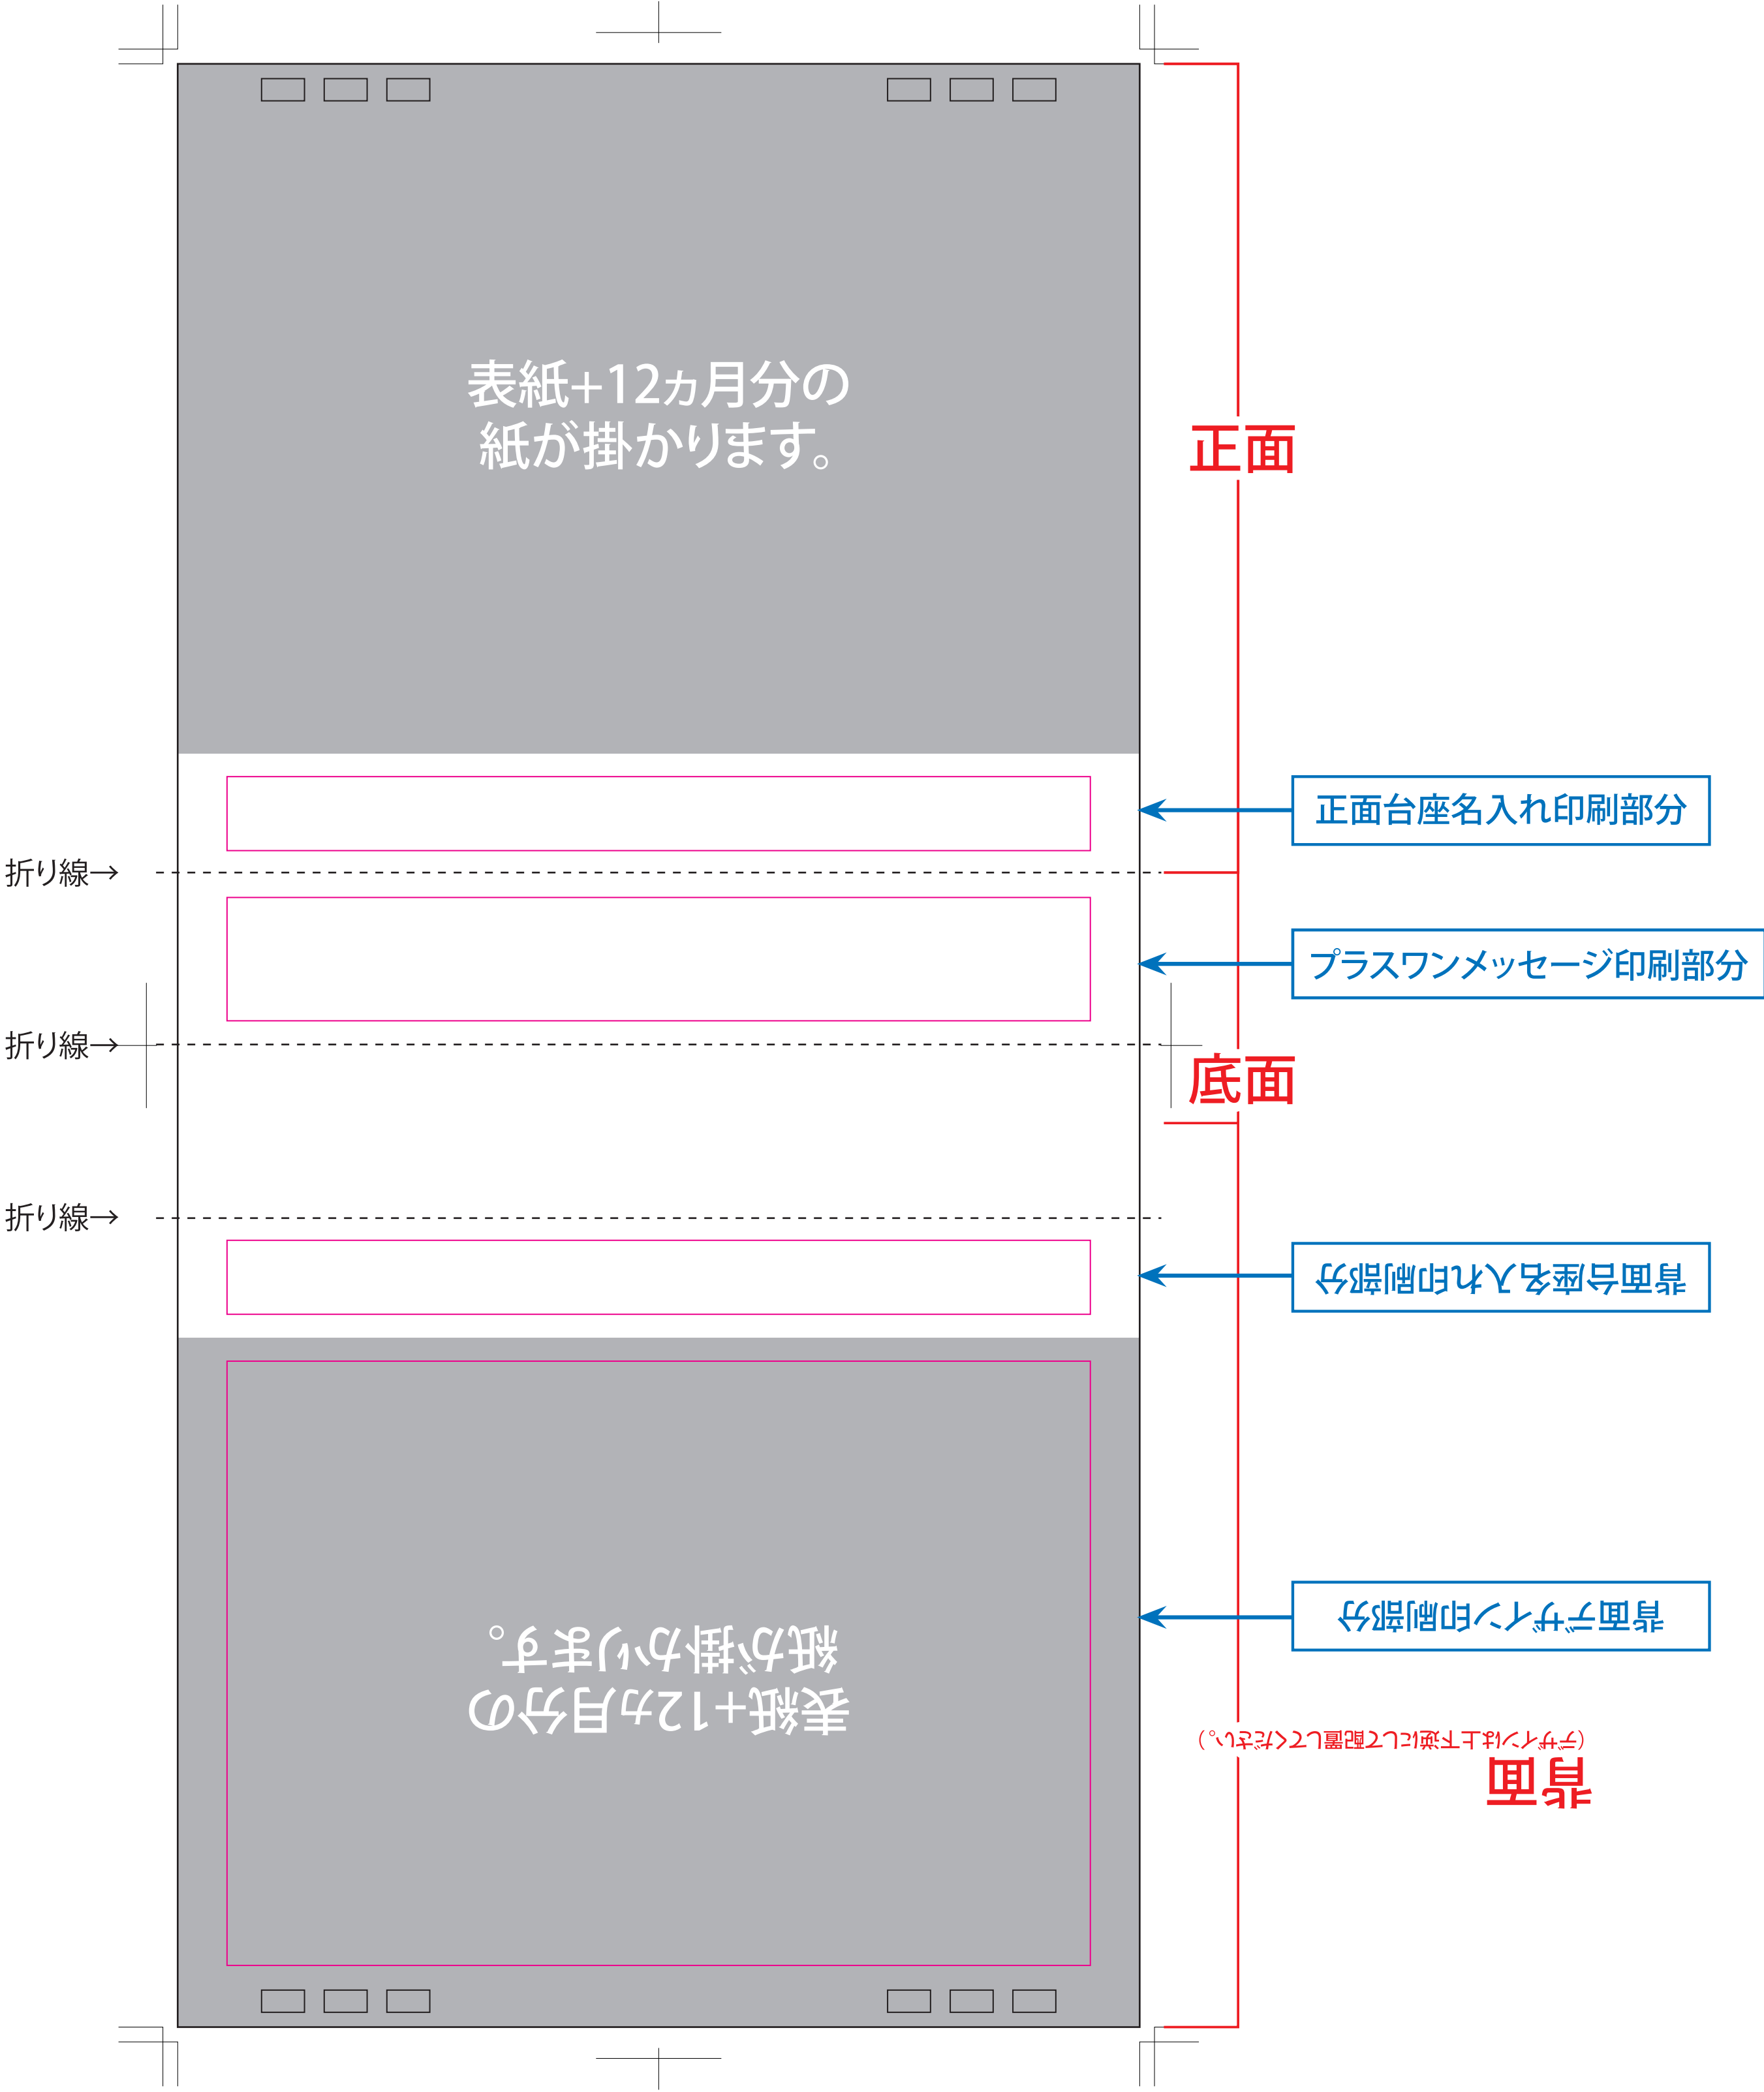 表紙+12ヵ月分の
紙が掛かります。
正面
正面台座名入れ印刷部分
折り線→
プラスワンメッセージ印刷部分
折り線→
底面
折り線→
背面台座名入れ印刷部分
背面デザイン印刷部分
表紙+12ヵ月分の
紙が掛かります。
背面
（デザインは上下逆さにして配置してください。）